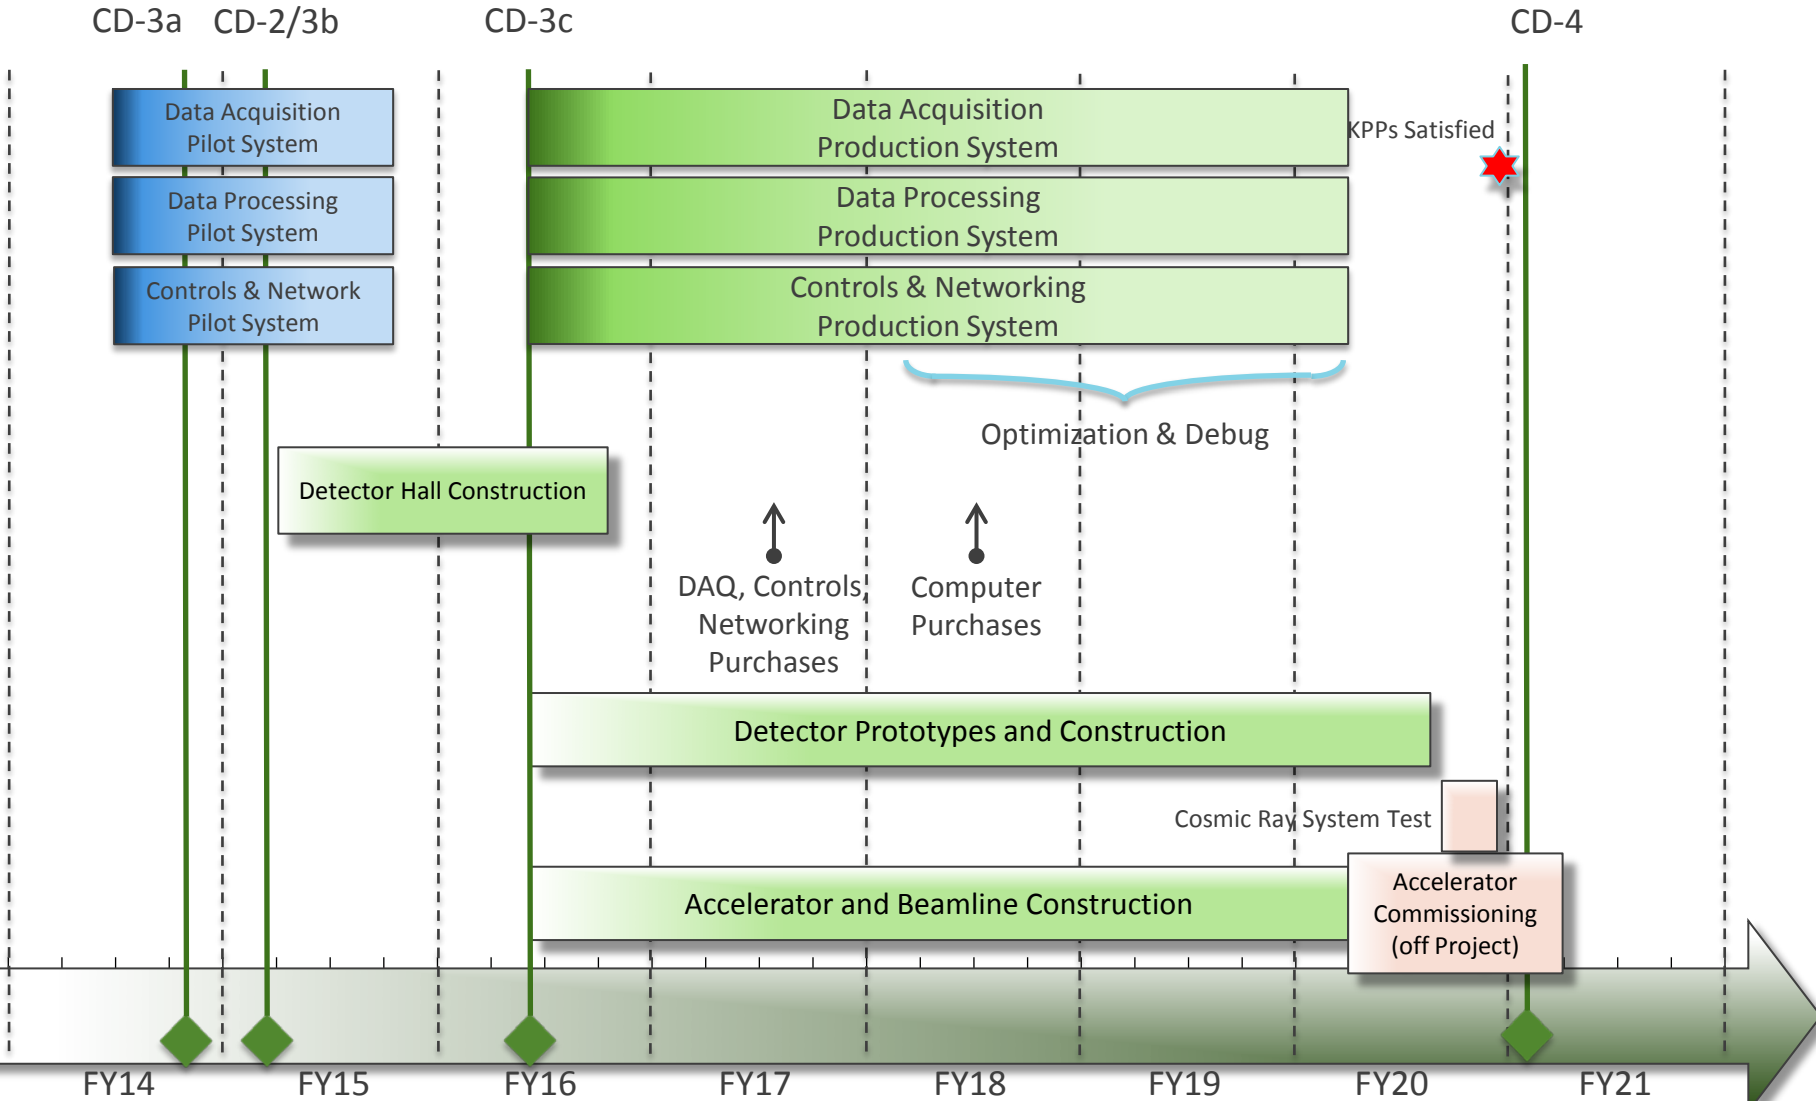 CD-3a
CD-2/3b
CD-3c
CD-4
Data Acquisition
Pilot System
Data Acquisition
Production System
KPPs Satisfied
Data Processing
Pilot System
Data Processing
Production System
Controls & Network
Pilot System
Controls & Networking
Production System
Optimization & Debug
Detector Hall Construction
DAQ, Controls,
Networking
Purchases
Computer
Purchases
Detector Prototypes and Construction
Cosmic Ray System Test
Accelerator and Beamline Construction
Accelerator
Commissioning
(off Project)
FY14
FY15
FY16
FY17
FY18
FY19
FY20
FY21